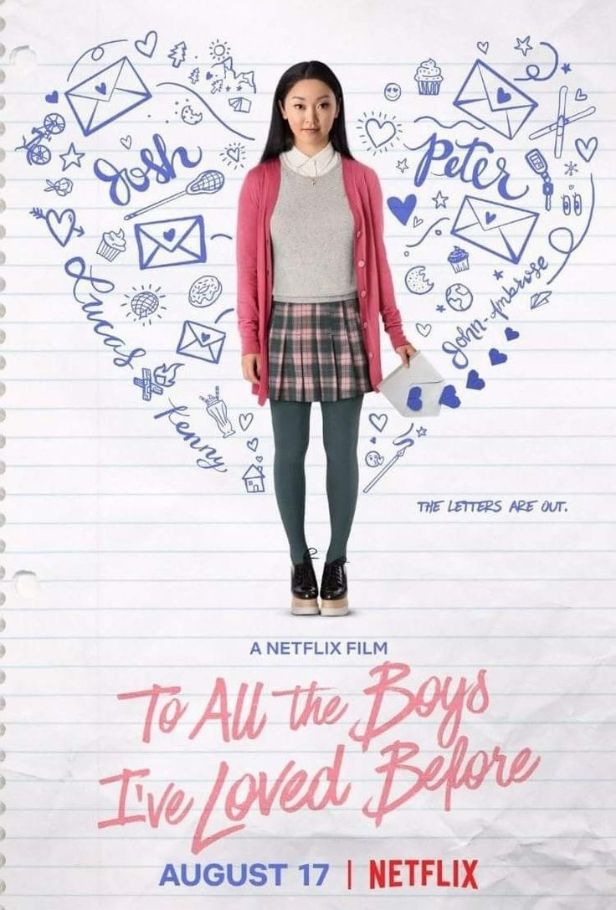 Josh
Peter
Lucas
John-Ambrose
Kenny
THE LETTERS ARE OUT.
A NETFLIX FILM
To All the Boys
I've Loved Before
AUGUST 17 | NETFLIX